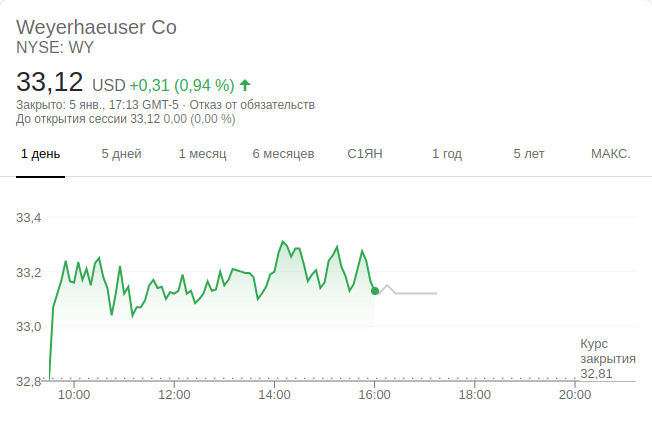 Weyerhaeuser Co
NYSE: WY
33,12 USD +0,31 (0,94 %)
Закрыто: 5 янв., 17:13 GMT-5 · Отказ от обязательств
До открытия сессии 33,12 0,00 (0,00 %)
1 день 5 дней 1 месяц 6 месяцев С1ЯН 1 год 5 лет МАКС.
33,4
33,2
33,0
Курс
закрытия
32,81
32,8
10:00 12:00 14:00 16:00 18:00 20:00